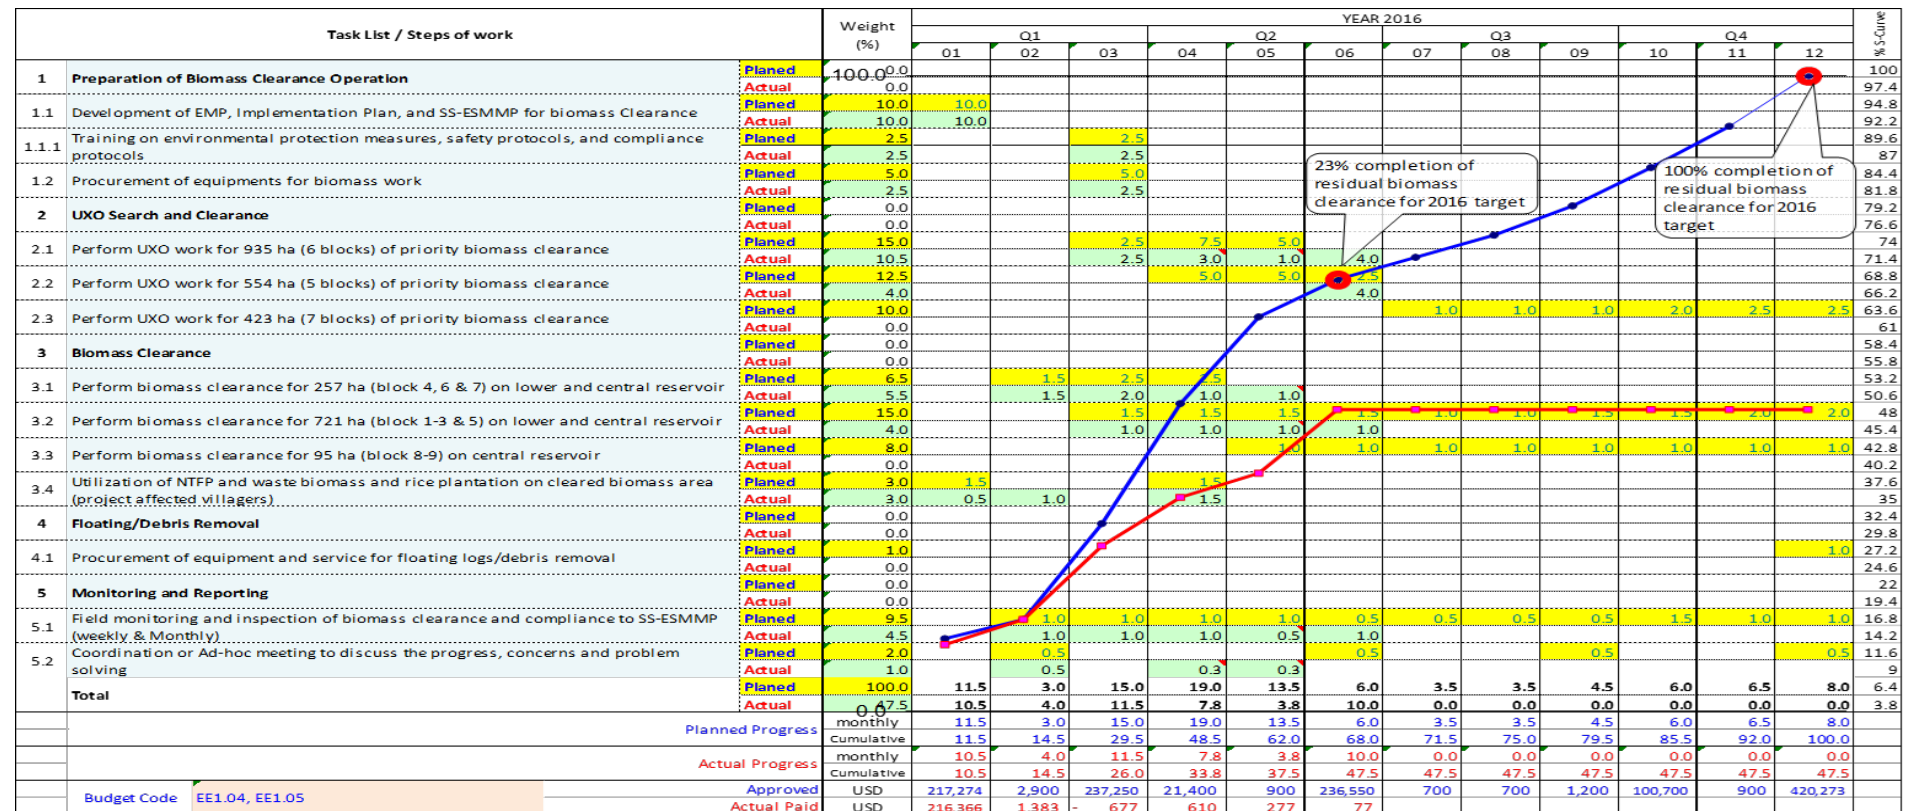 Task List / Steps of work Weight (%) YEAR 2016 % S-Curve
Q1 Q2 Q3 Q4
01 02 03 04 05 06 07 08 09 10 11 12
1 Preparation of Biomass Clearance Operation Planed 100.0 0.0 100
Actual 0.0 97.4
1.1 Development of EMP, Implementation Plan, and SS-ESMMP for biomass Clearance Planed 10.0 10.0 94.8
Actual 10.0 10.0 92.2
1.1.1 Training on environmental protection measures, safety protocols, and compliance Planed 2.5 2.5 89.6
protocols Actual 2.5 2.5 87
1.2 Procurement of equipments for biomass work Planed 5.0 5.0 84.4
Actual 2.5 2.5 81.8
23% completion of
residual biomass
clearance for 2016 target
100% completion of
residual biomass
clearance for 2016
target
2 UXO Search and Clearance Planed 0.0 79.2
Actual 0.0 76.6
2.1 Perform UXO work for 935 ha (6 blocks) of priority biomass clearance Planed 15.0 2.5 7.5 5.0 74
Actual 10.5 2.5 3.0 1.0 4.0 71.4
2.2 Perform UXO work for 554 ha (5 blocks) of priority biomass clearance Planed 12.5 5.0 5.0 2.5 68.8
Actual 4.0 4.0 66.2
2.3 Perform UXO work for 423 ha (7 blocks) of priority biomass clearance Planed 10.0 1.0 1.0 1.0 2.0 2.5 2.5 63.6
Actual 0.0 61
3 Biomass Clearance Planed 0.0 58.4
Actual 0.0 55.8
3.1 Perform biomass clearance for 257 ha (block 4, 6 & 7) on lower and central reservoir Planed 6.5 1.5 2.5 2.5 53.2
Actual 5.5 1.5 2.0 1.0 1.0 50.6
3.2 Perform biomass clearance for 721 ha (block 1-3 & 5) on lower and central reservoir Planed 15.0 1.5 1.5 1.5 1.5 1.0 1.0 1.5 1.5 2.0 2.0 48
Actual 4.0 1.0 1.0 1.0 1.0 45.4
3.3 Perform biomass clearance for 95 ha (block 8-9) on central reservoir Planed 8.0 1.0 1.0 1.0 1.0 1.0 1.0 1.0 1.0 42.8
Actual 0.0 40.2
3.4 Utilization of NTFP and waste biomass and rice plantation on cleared biomass area Planed 3.0 1.5 1.5 37.6
(project affected villagers) Actual 3.0 0.5 1.0 1.5 35
4 Floating/Debris Removal Planed 0.0 32.4
Actual 0.0 29.8
4.1 Procurement of equipment and service for floating logs/debris removal Planed 1.0 1.0 27.2
Actual 0.0 24.6
5 Monitoring and Reporting Planed 0.0 22
Actual 0.0 19.4
5.1 Field monitoring and inspection of biomass clearance and compliance to SS-ESMMP Planed 9.5 1.0 1.0 1.0 1.0 0.5 0.5 0.5 0.5 1.5 1.0 1.0 16.8
(weekly & Monthly) Actual 4.5 1.0 1.0 1.0 0.5 1.0 14.2
5.2 Coordination or Ad-hoc meeting to discuss the progress, concerns and problem Planed 2.0 0.5 0.5 0.5 0.5 11.6
solving Actual 1.0 0.5 0.3 0.3 9
Total Planed 100.0 11.5 3.0 15.0 19.0 13.5 6.0 3.5 3.5 4.5 6.0 6.5 8.0 6.4
Actual 47.5 0.0 10.5 4.0 11.5 7.8 3.8 10.0 0.0 0.0 0.0 0.0 0.0 0.0 3.8
Planned Progress monthly 11.5 3.0 15.0 19.0 13.5 6.0 3.5 3.5 4.5 6.0 6.5 8.0
Cumulative 11.5 14.5 29.5 48.5 62.0 68.0 71.5 75.0 79.5 85.5 92.0 100.0
Actual Progress monthly 10.5 4.0 11.5 7.8 3.8 10.0 0.0 0.0 0.0 0.0 0.0 0.0
Cumulative 10.5 14.5 26.0 33.8 37.5 47.5 47.5 47.5 47.5 47.5 47.5 47.5
Budget Code EE1.04, EE1.05 Approved USD 217,274 2,900 237,250 21,400 900 236,550 700 700 1,200 100,700 900 420,273
Actual Paid USD 216,366 1,383 - 677 610 277 77